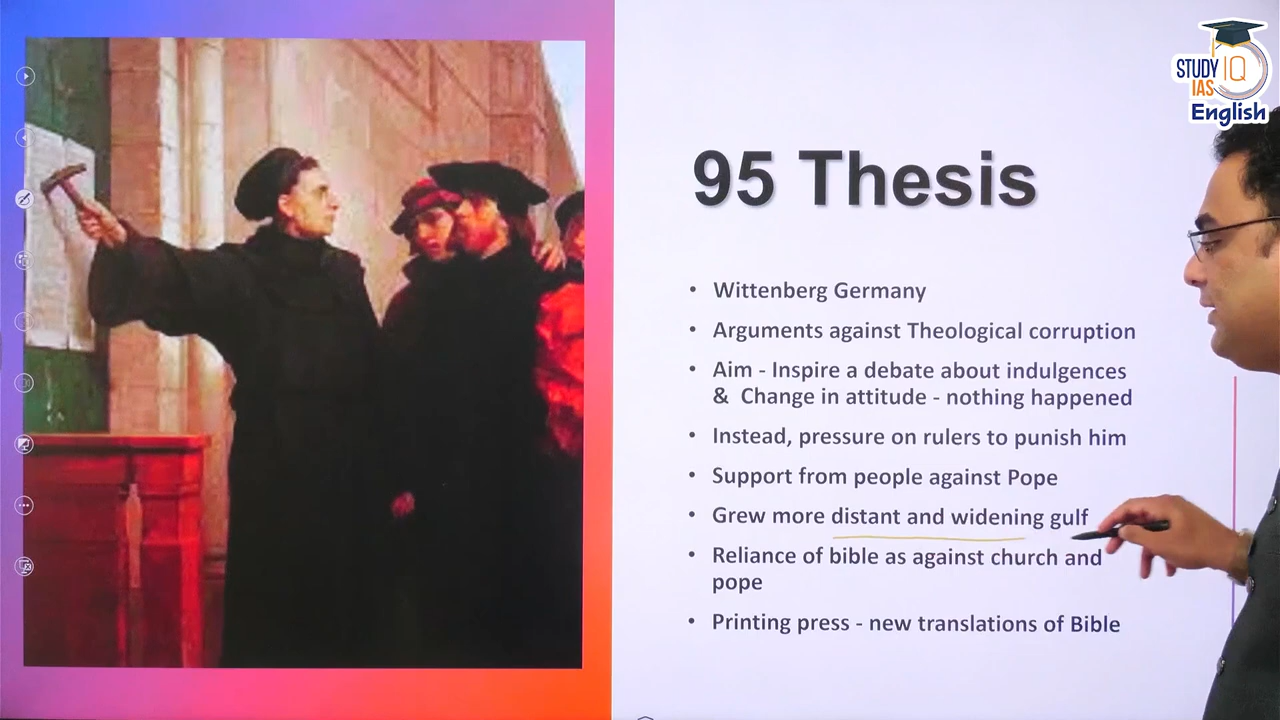 STUDY IQ
IAS
English
95 Thesis
• Wittenberg Germany
• Arguments against Theological corruption
• Aim - Inspire a debate about indulgences
& Change in attitude - nothing happened
• Instead, pressure on rulers to punish him
• Support from people against Pope
• Grew more distant and widening gulf
• Reliance of bible as against church and
pope
• Printing press - new translations of Bible